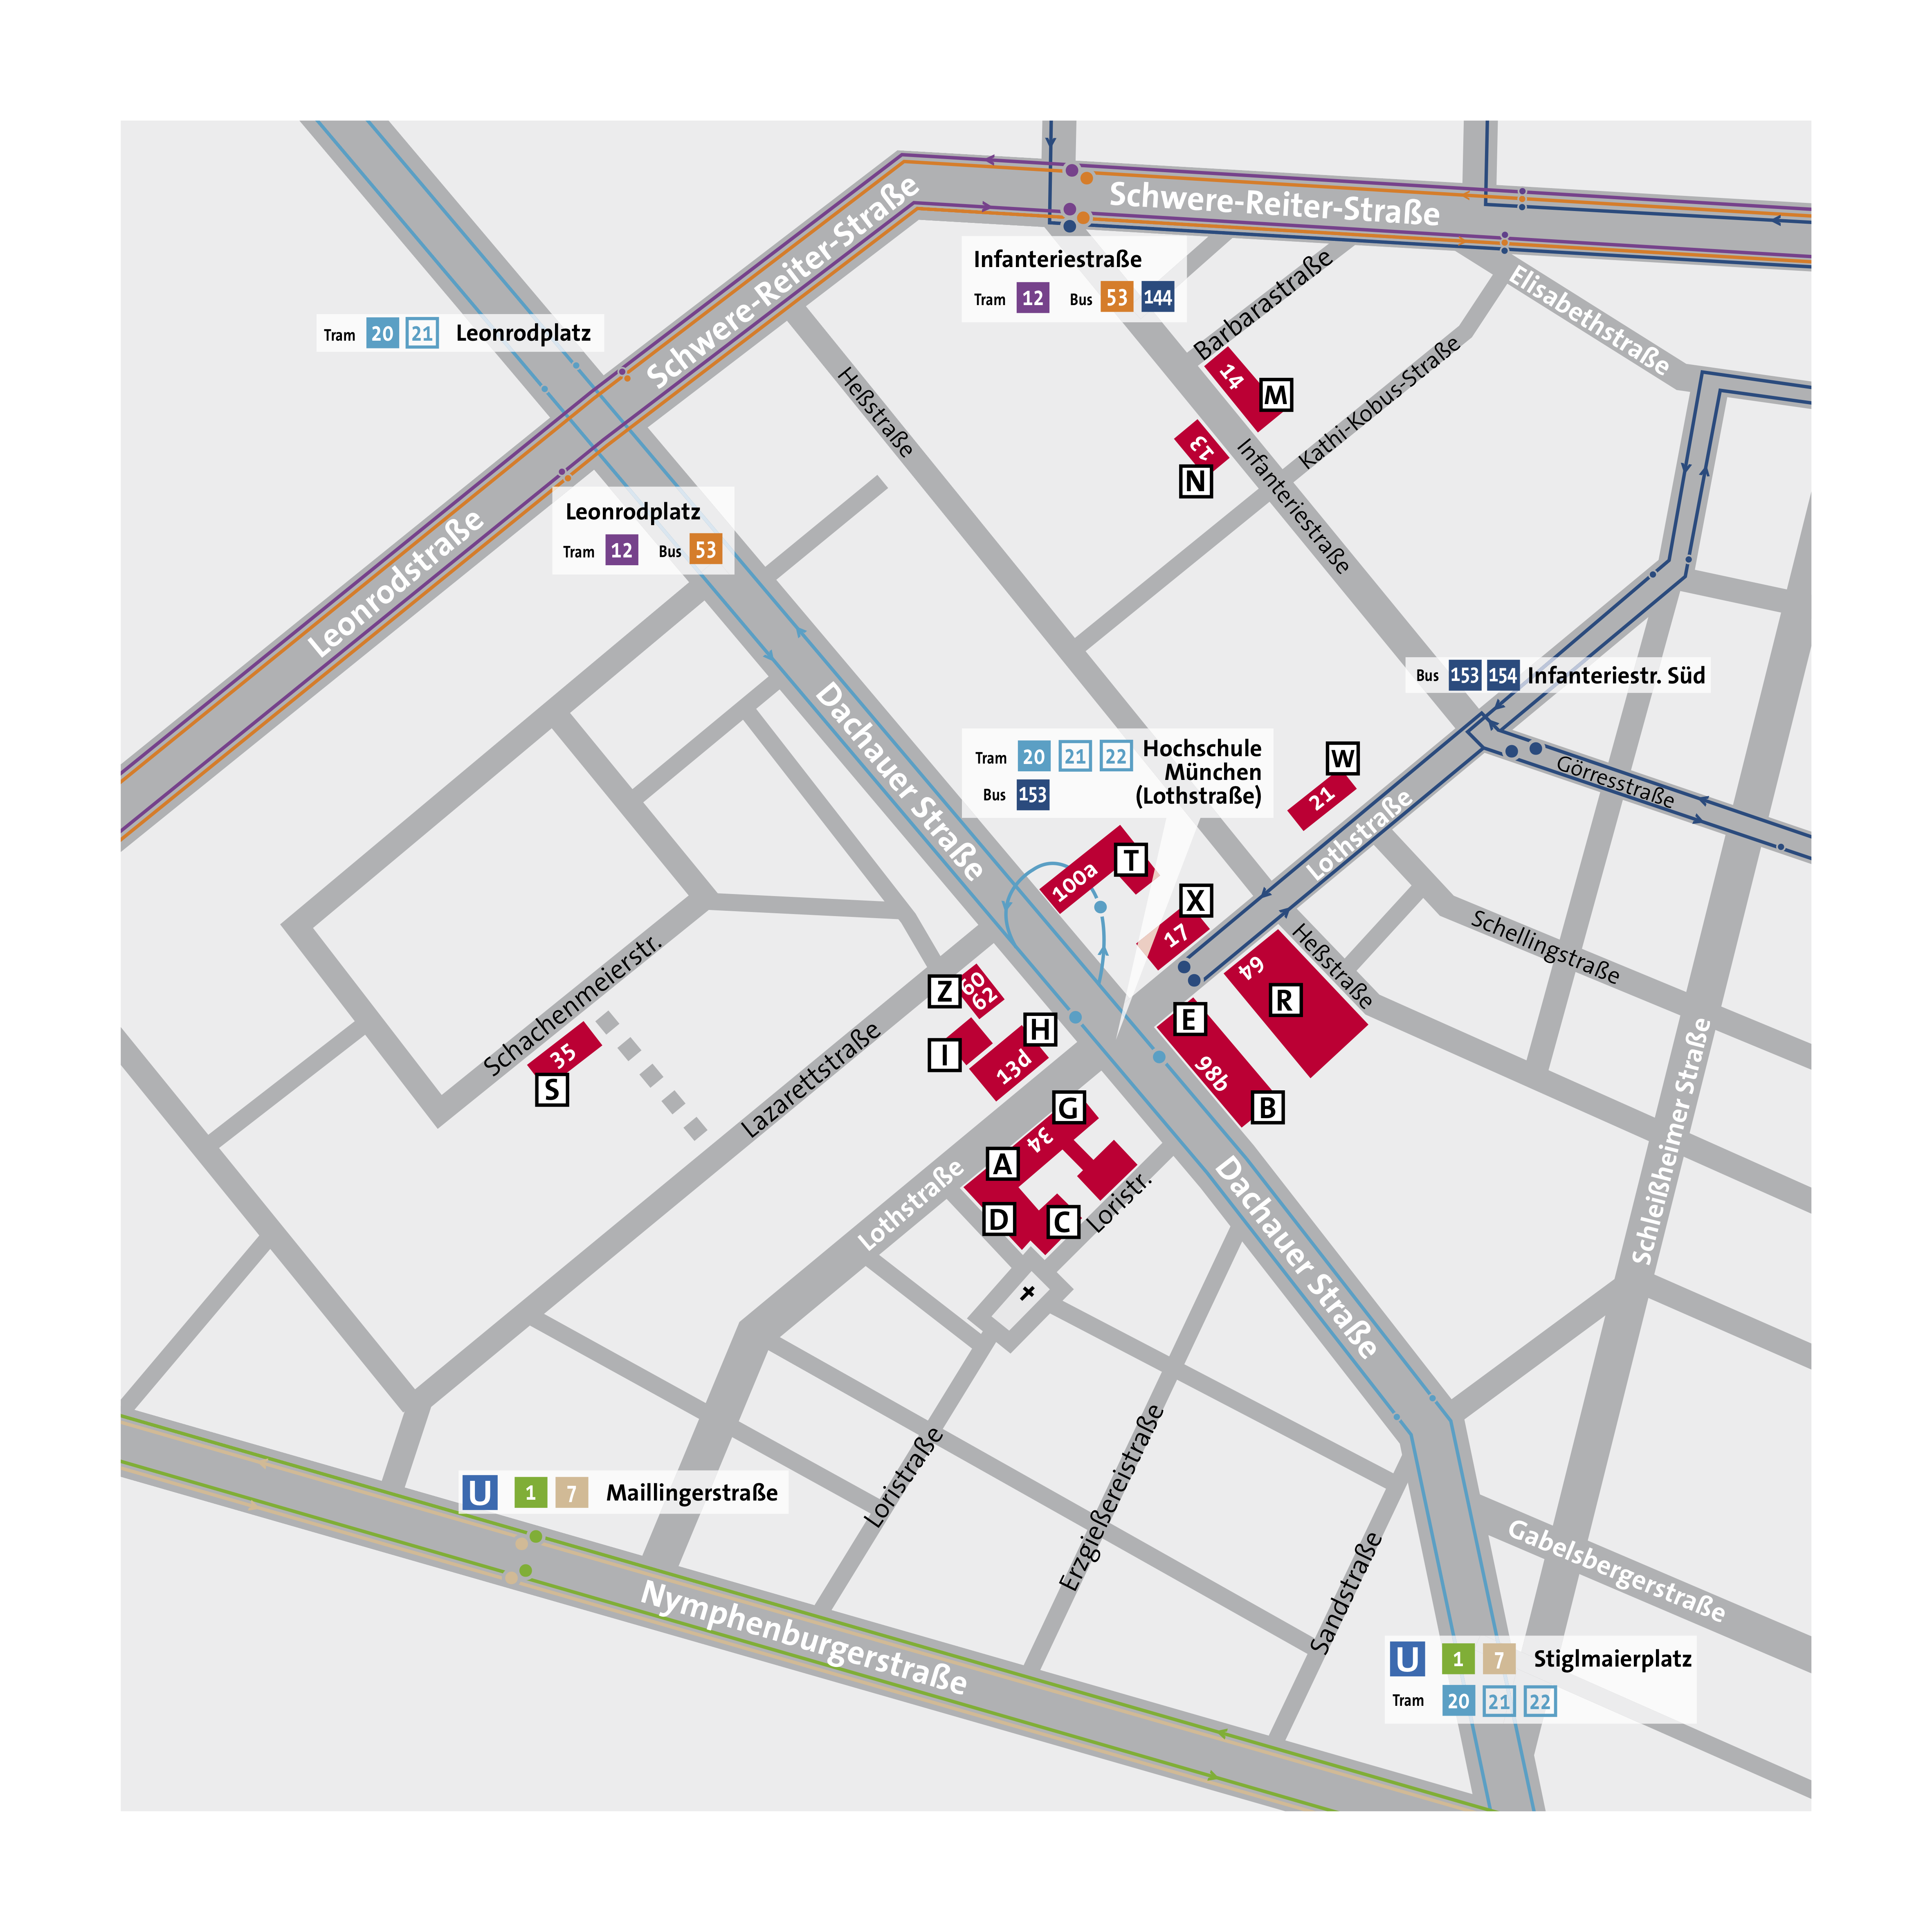 Schwere-Reiter-Straße
Schwere-Reiter-Straße
Infanteriestraße
Tram 12 Bus 53 144
Barbarastraße
Elisabethstraße
Tram 20 21 Leonrodplatz
14
M
Kathi-Kobus-Straße
Heßstraße
13
N
Infanteriestraße
Leonrodplatz
Tram 12 Bus 53
Leonrodstraße
Bus 153 154 Infanteriestr. Süd
Dachauer Straße
Tram 20 21 22 Hochschule
München
Bus 153 (Lothstraße)
W
21
Görresstraße
Lothstraße
100a
T
X
17
Schellingstraße
Heßstraße
64
R
Z
60
62
Schachenmeierstr.
35
S
Lazarettstraße
I
H
13d
E
98b
B
G
34
A
D
C
Loristr.
Lothstraße
Dachauer Straße
Schleißheimer Straße
Loristraße
Erzgießereistraße
Sandstraße
U 1 7 Maillingerstraße
Nymphenburgerstraße
Gabelsbergerstraße
U 1 7 Stiglmaierplatz
Tram 20 21 22